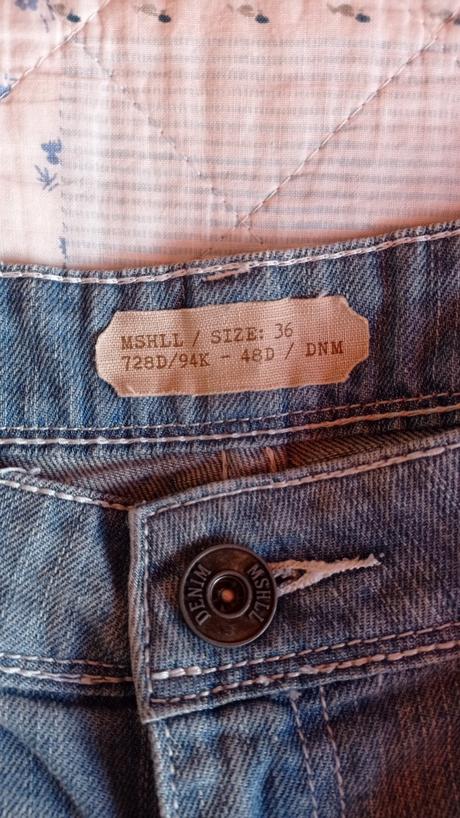 MSHLL / SIZE: 36
728D/94K - 48D / DNM
DENIM MSHLL